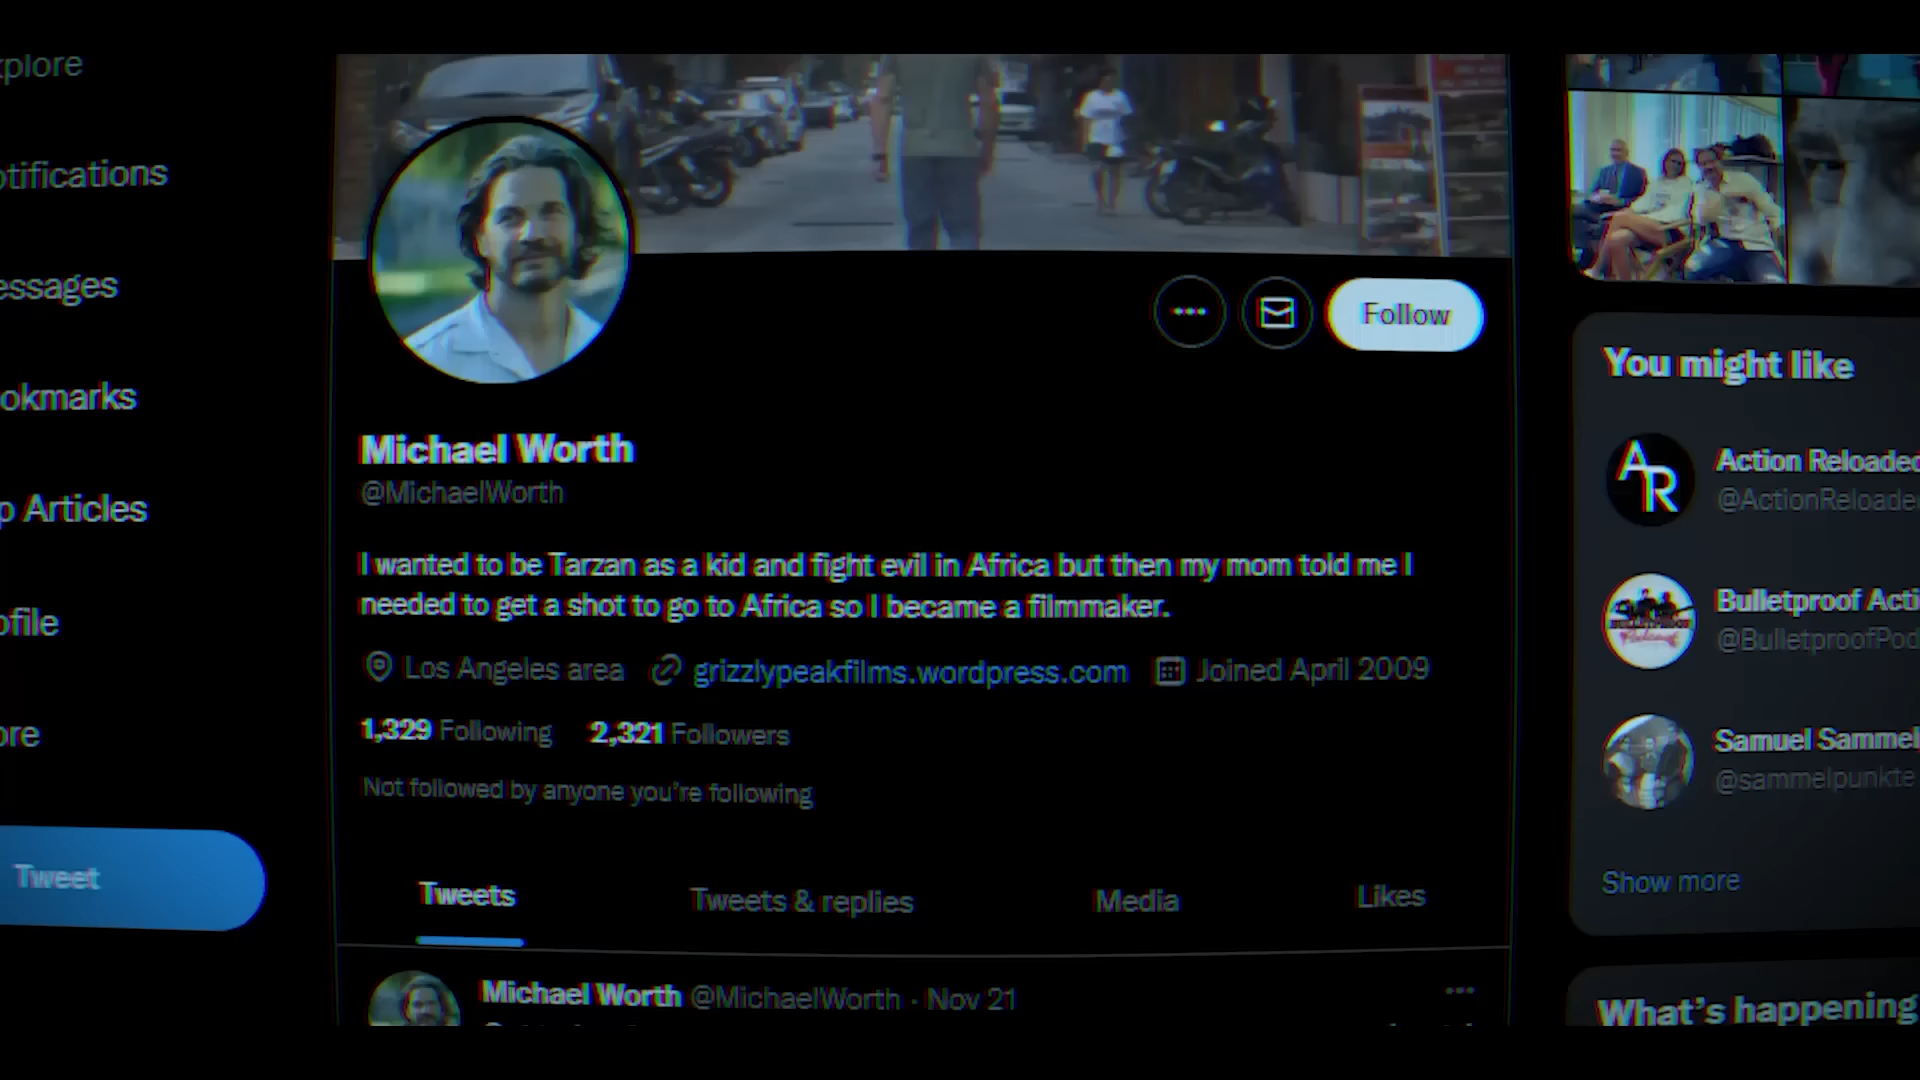 xplore
otifications
essages
okmarks
p Articles
ofile
ore
Tweet
Follow
Michael Worth
@MichaelWorth
I wanted to be Tarzan as a kid and fight evil in Africa but then my mom told me I
needed to get a shot to go to Africa so I became a filmmaker.
Los Angeles area grizzlypeakfilms.wordpress.com Joined April 2009
1,329 Following 2,321 Followers
Not followed by anyone you're following
Tweets Tweets & replies Media Likes
Michael Worth @MichaelWorth · Nov 21
You might like
AR
Action Reloaded
@ActionReloade
Bulletproof Acti
@BulletproofPod
Samuel Sammel
@sammelpunkte
Show more
What's happening